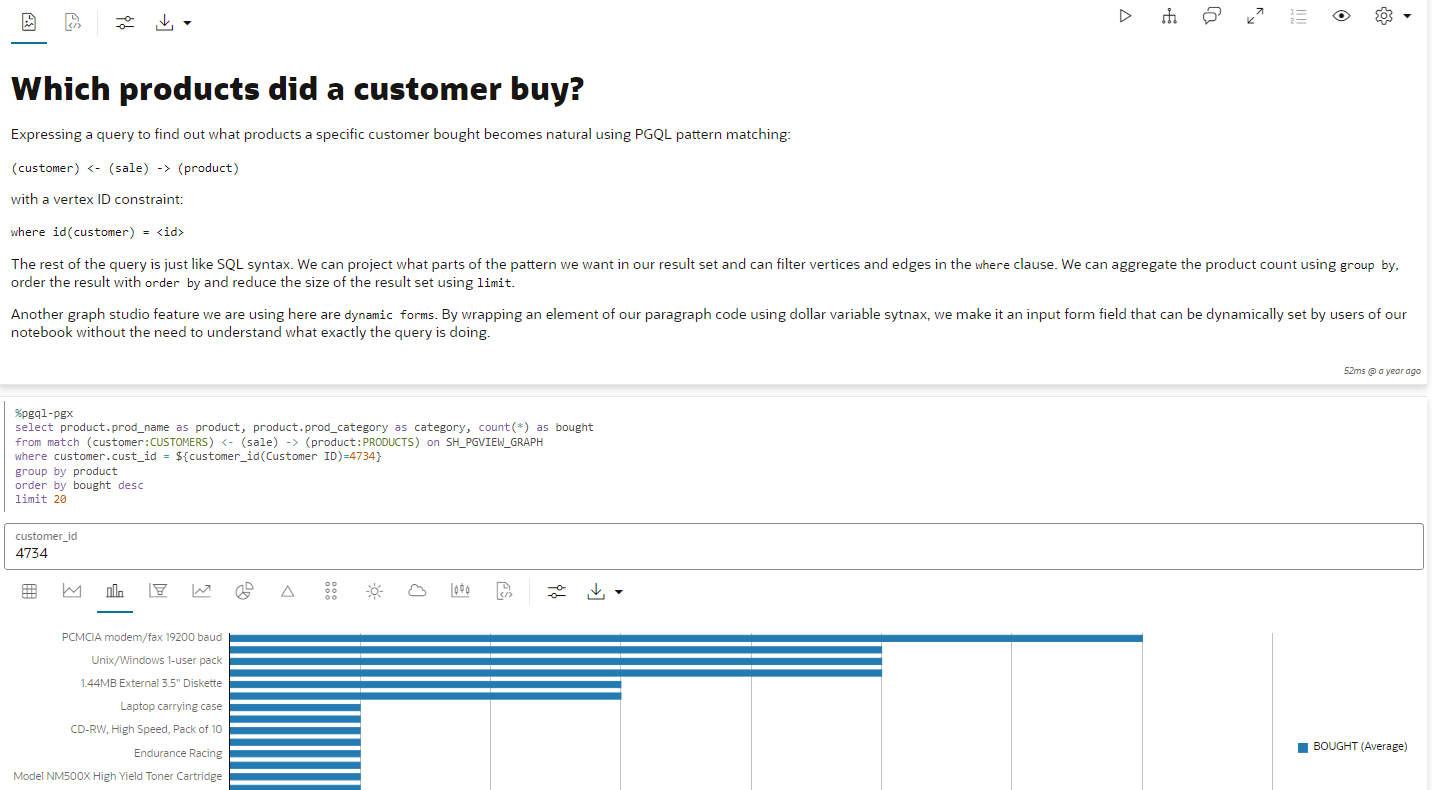 Which products did a customer buy?
Expressing a query to find out what products a specific customer bought becomes natural using PGQL pattern matching:
(customer) <- (sale) -> (product)
with a vertex ID constraint:
where id(customer) = <id>
The rest of the query is just like SQL syntax. We can project what parts of the pattern we want in our result set and can filter vertices and edges in the where clause. We can aggregate the product count using group by,
order the result with order by and reduce the size of the result set using limit.
Another graph studio feature we are using here are dynamic forms. By wrapping an element of our paragraph code using dollar variable sytnax, we make it an input form field that can be dynamically set by users of our
notebook without the need to understand what exactly the query is doing.
52ms @ a year ago
%pgql-pgx
select product.prod_name as product, product.prod_category as category, count(*) as bought
from match (customer:CUSTOMERS) <- (sale) -> (product:PRODUCTS) on SH_PGVIEW_GRAPH
where customer.cust_id = ${customer_id(Customer ID)=4734}
group by product
order by bought desc
limit 20
customer_id
4734
PCMCIA modem/fax 19200 baud
Unix/Windows 1-user pack
1.44MB External 3.5" Diskette
Laptop carrying case
CD-RW, High Speed, Pack of 10
Endurance Racing
Model NM500X High Yield Toner Cartridge
BOUGHT (Average)